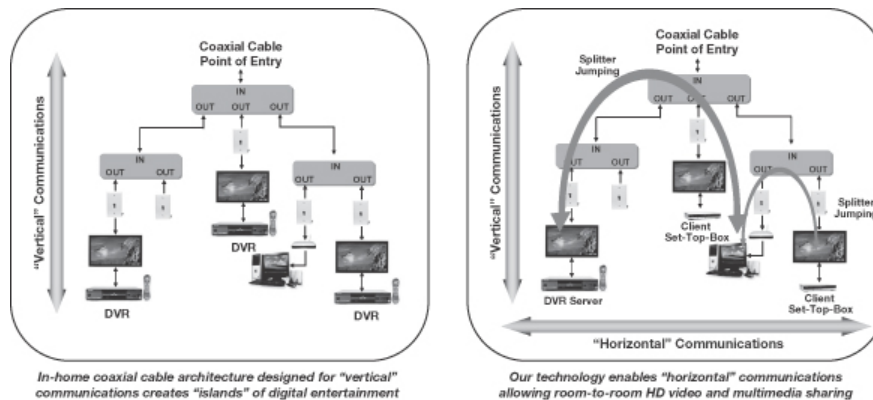 Coaxial Cable
Point of Entry
IN
OUT OUT OUT
IN
OUT OUT
IN
OUT OUT
"Vertical" Communications
DVR
DVR
DVR
In-home coaxial cable architecture designed for "vertical"
communications creates "islands" of digital entertainment
Coaxial Cable
Point of Entry
Splitter
Jumping
IN
OUT OUT OUT
IN
OUT OUT
IN
OUT OUT
"Vertical" Communications
Splitter
Jumping
Client
Set-Top-Box
DVR Server
Client
Set-Top-Box
"Horizontal" Communications
Our technology enables "horizontal" communications
allowing room-to-room HD video and multimedia sharing